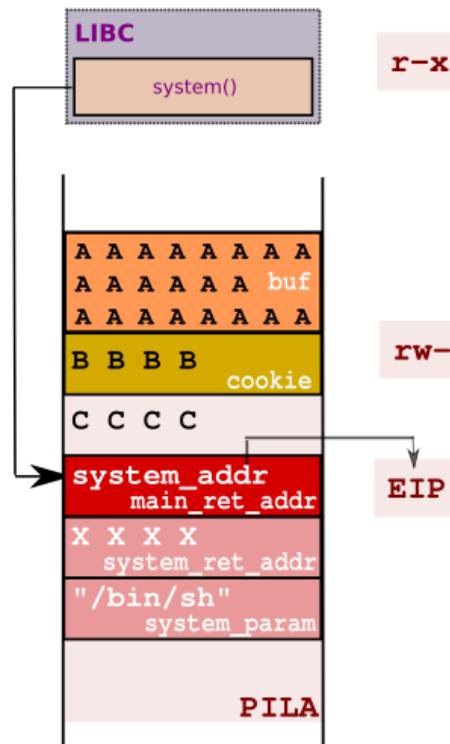 LIBC
r-x
system()
A A A A A A A A
A A A A A A buf
A A A A A A A A
rw-
B B B B
cookie
C C C C
system_addr
main_ret_addr
EIP
X X X X
system_ret_addr
"/bin/sh"
system_param
PILA